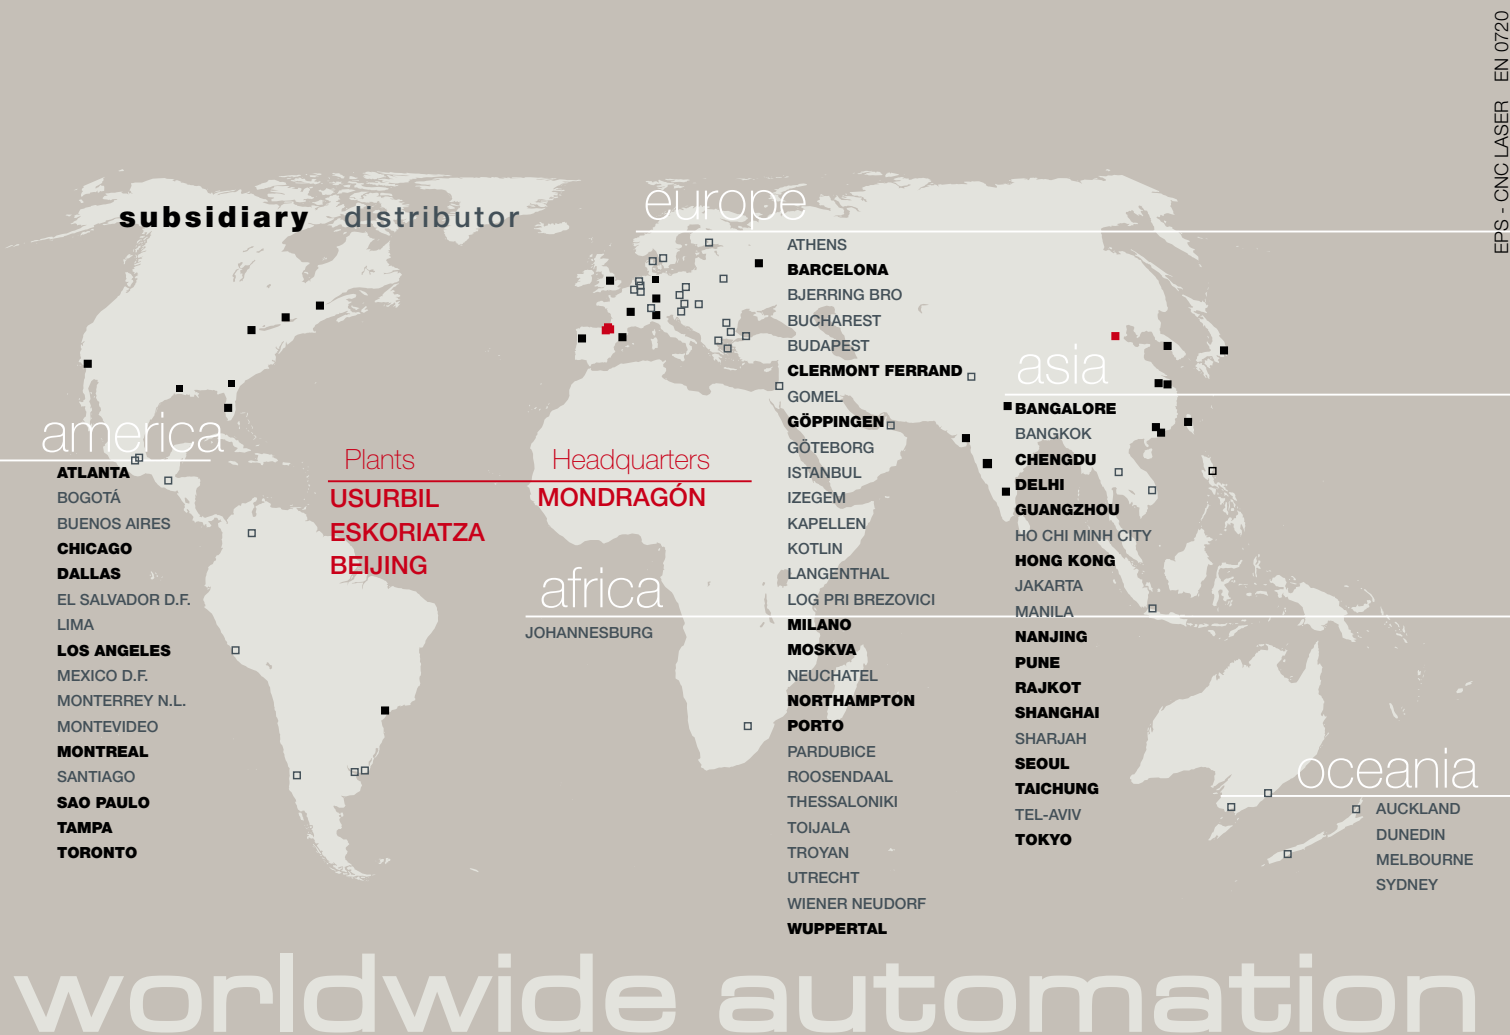 EPS - CNC LASER EN 0720
subsidiary distributor
europe
ATHENS
BARCELONA
BJERRING BRO
BUCHAREST
BUDAPEST
CLERMONT FERRAND
GOMEL
GÖPPINGEN
GÖTEBORG
ISTANBUL
IZEGEM
KAPELLEN
KOTLIN
LANGENTHAL
LOG PRI BREZOVICI
MILANO
MOSKVA
NEUCHATEL
NORTHAMPTON
PORTO
PARDUBICE
ROOSENDAAL
THESSALONIKI
TOIJALA
TROYAN
UTRECHT
WIENER NEUDORF
WUPPERTAL
asia
BANGALORE
BANGKOK
CHENGDU
DELHI
GUANGZHOU
HO CHI MINH CITY
HONG KONG
JAKARTA
MANILA
NANJING
PUNE
RAJKOT
SHANGHAI
SHARJAH
SEOUL
TAICHUNG
TEL-AVIV
TOKYO
america
ATLANTA
BOGOTÁ
BUENOS AIRES
CHICAGO
DALLAS
EL SALVADOR D.F.
LIMA
LOS ANGELES
MEXICO D.F.
MONTERREY N.L.
MONTEVIDEO
MONTREAL
SANTIAGO
SAO PAULO
TAMPA
TORONTO
Plants
USURBIL
ESKORIATZA
BEIJING
Headquarters
MONDRAGÓN
africa
JOHANNESBURG
oceania
AUCKLAND
DUNEDIN
MELBOURNE
SYDNEY
worldwide automation